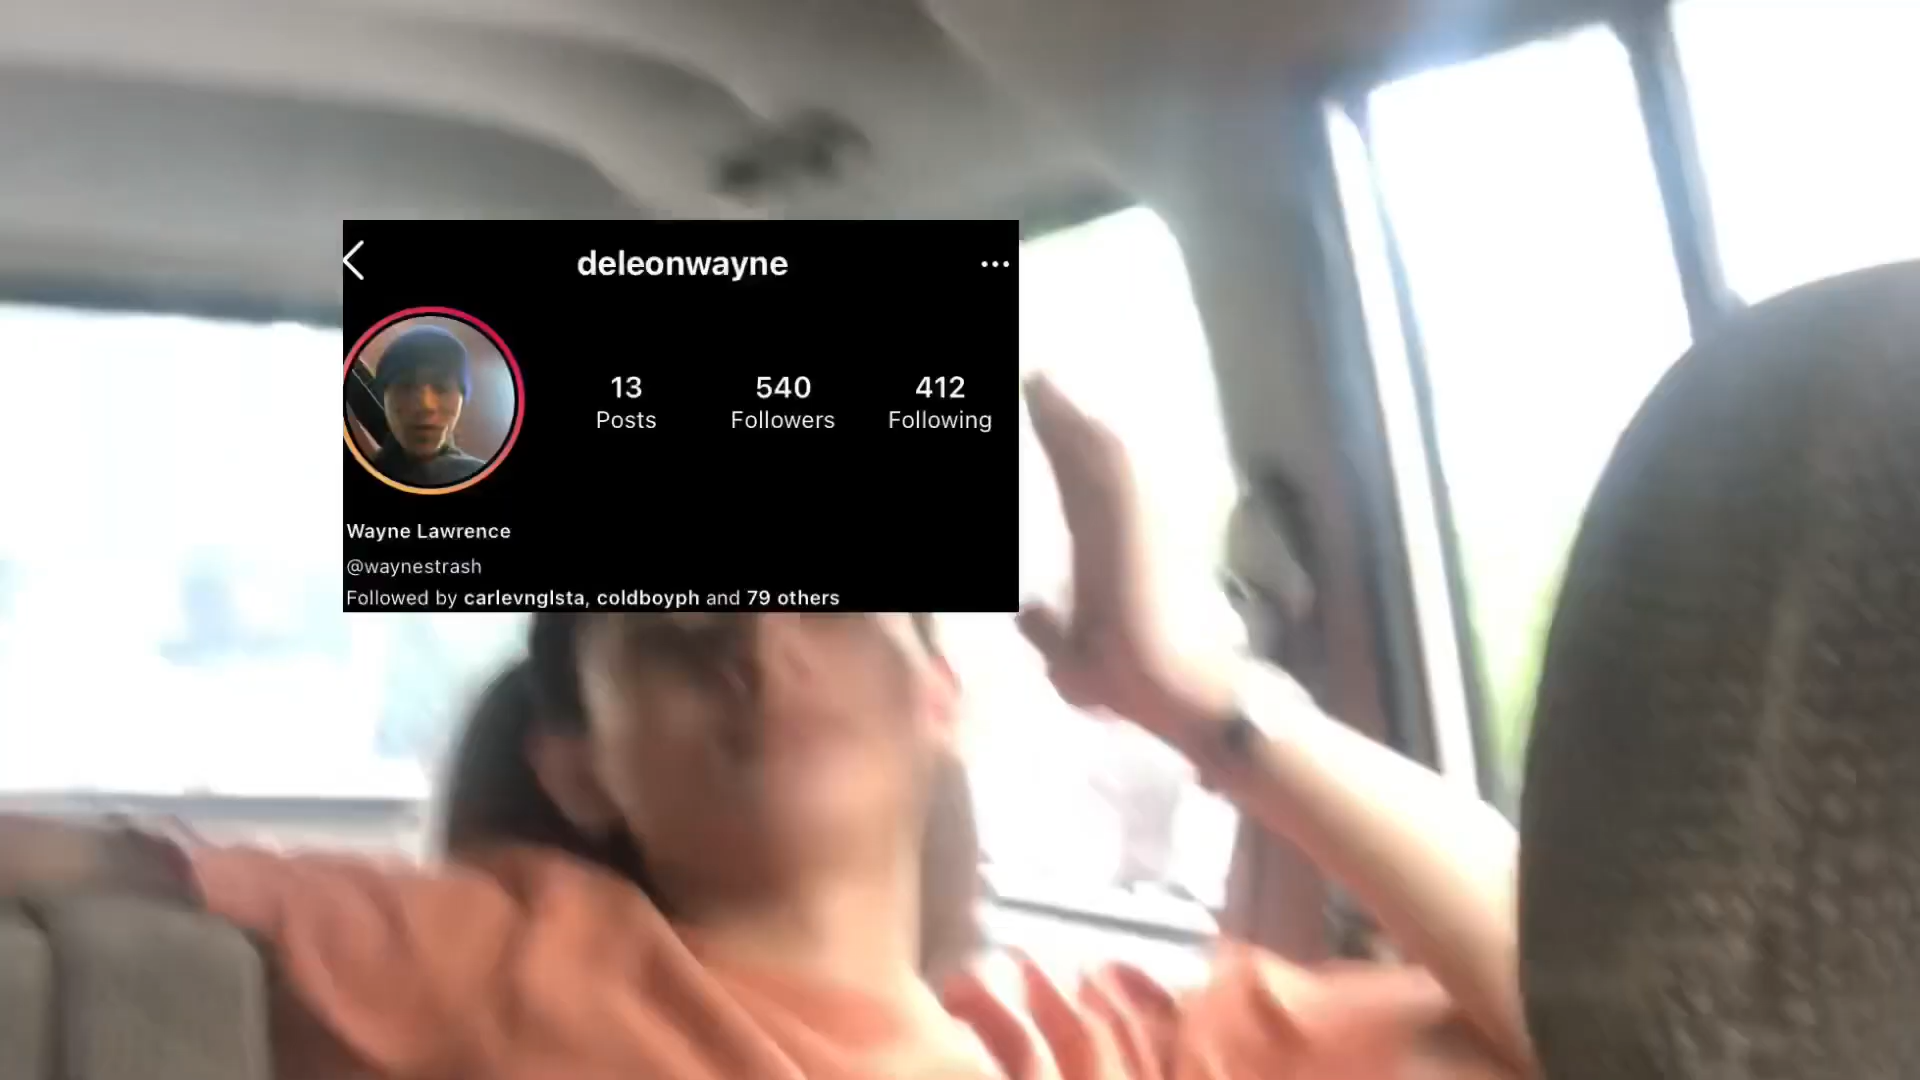 deleonwayne
13 540 412
Posts Followers Following
Wayne Lawrence
@waynestrash
Followed by carlevnglsta, coldboyph and 79 others